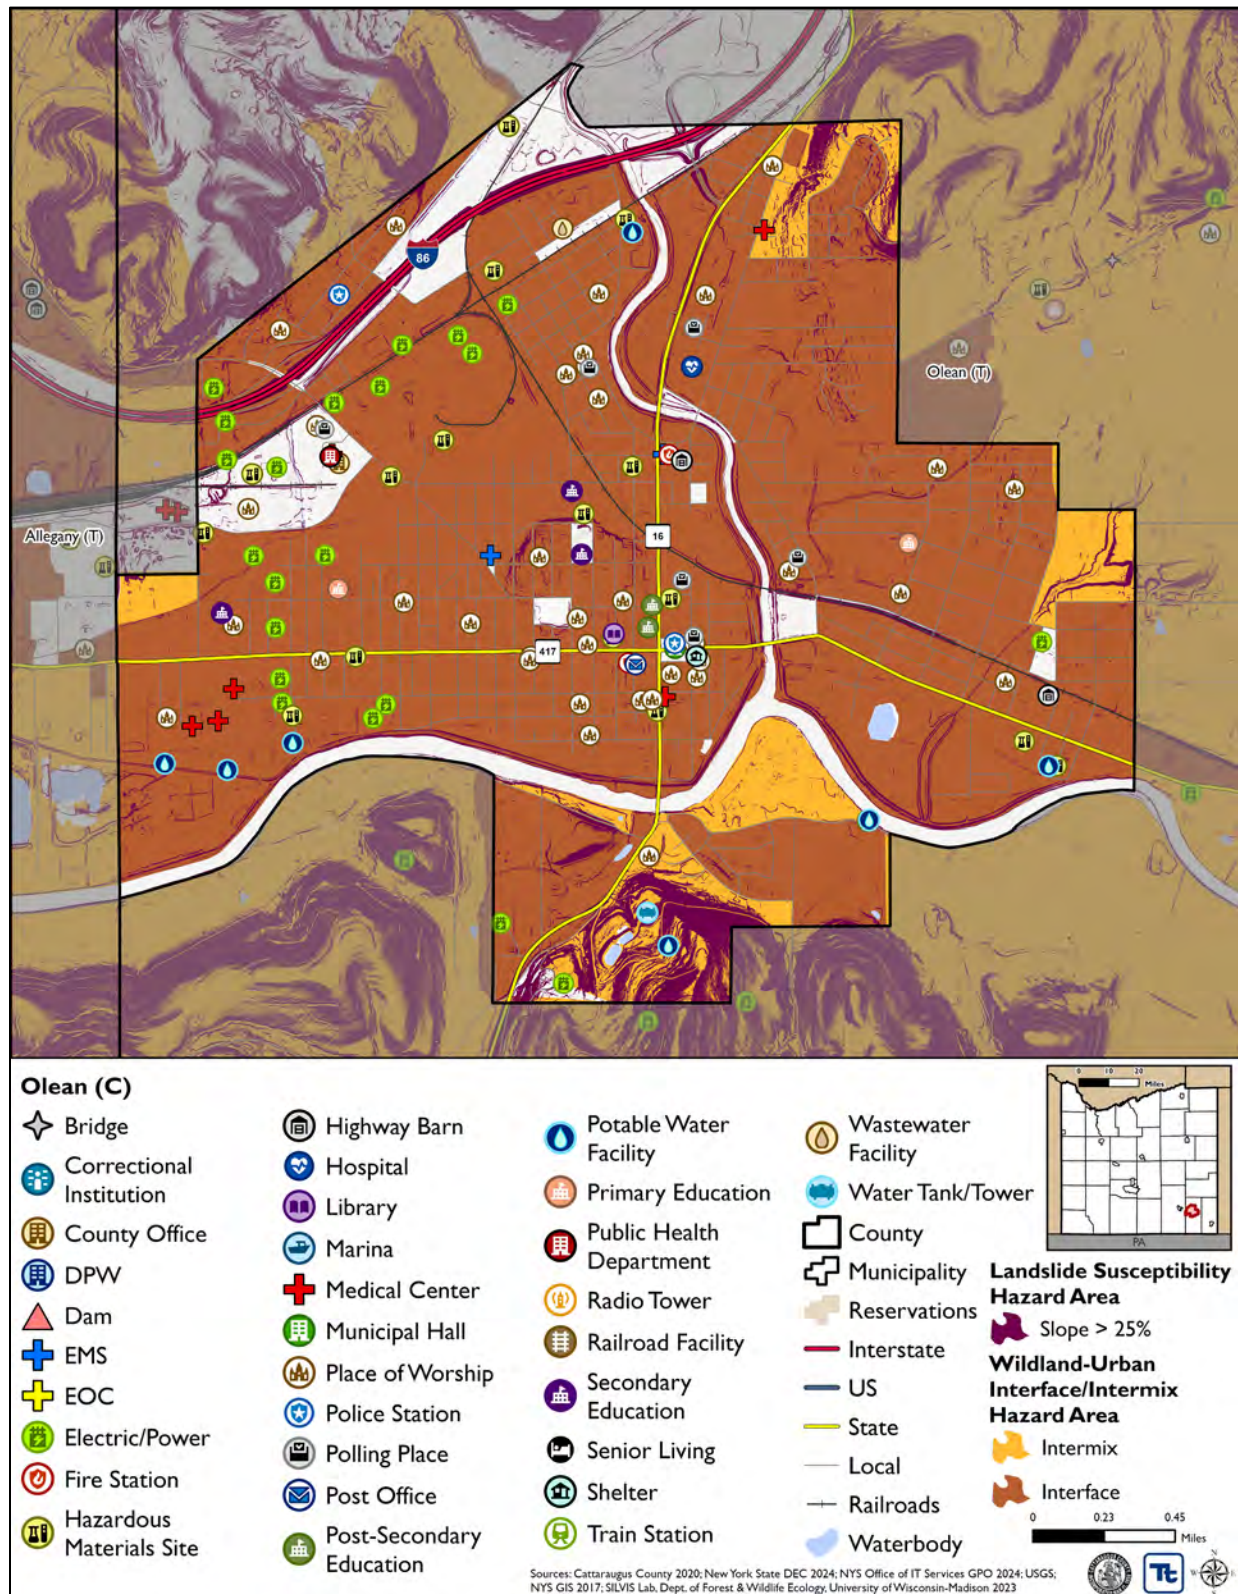 86
Olean (T)
Allegany (T)
16
417
Olean (C)
Bridge
Correctional
Institution
County Office
DPW
Dam
EMS
EOC
Electric/Power
Fire Station
Hazardous
Materials Site
Highway Barn
Hospital
Library
Marina
Medical Center
Municipal Hall
Place of Worship
Police Station
Polling Place
Post Office
Post-Secondary
Education
Potable Water
Facility
Primary Education
Public Health
Department
Radio Tower
Railroad Facility
Secondary
Education
Senior Living
Shelter
Train Station
Wastewater
Facility
Water Tank/Tower
County
Municipality
Reservations
Interstate
US
State
Local
Railroads
Waterbody
0 10 20
Miles
PA
Landslide Susceptibility
Hazard Area
Slope > 25%
Wildland-Urban
Interface/Intermix
Hazard Area
Intermix
Interface
0 0.23 0.45
Miles
Sources: Cattaraugus County 2020; New York State DEC 2024; NYS Office of IT Services GPO 2024; USGS;
NYS GIS 2017; SILVIS Lab, Dept. of Forest & Wildlife Ecology, University of Wisconsin-Madison 2023
Tt
N
W E
S